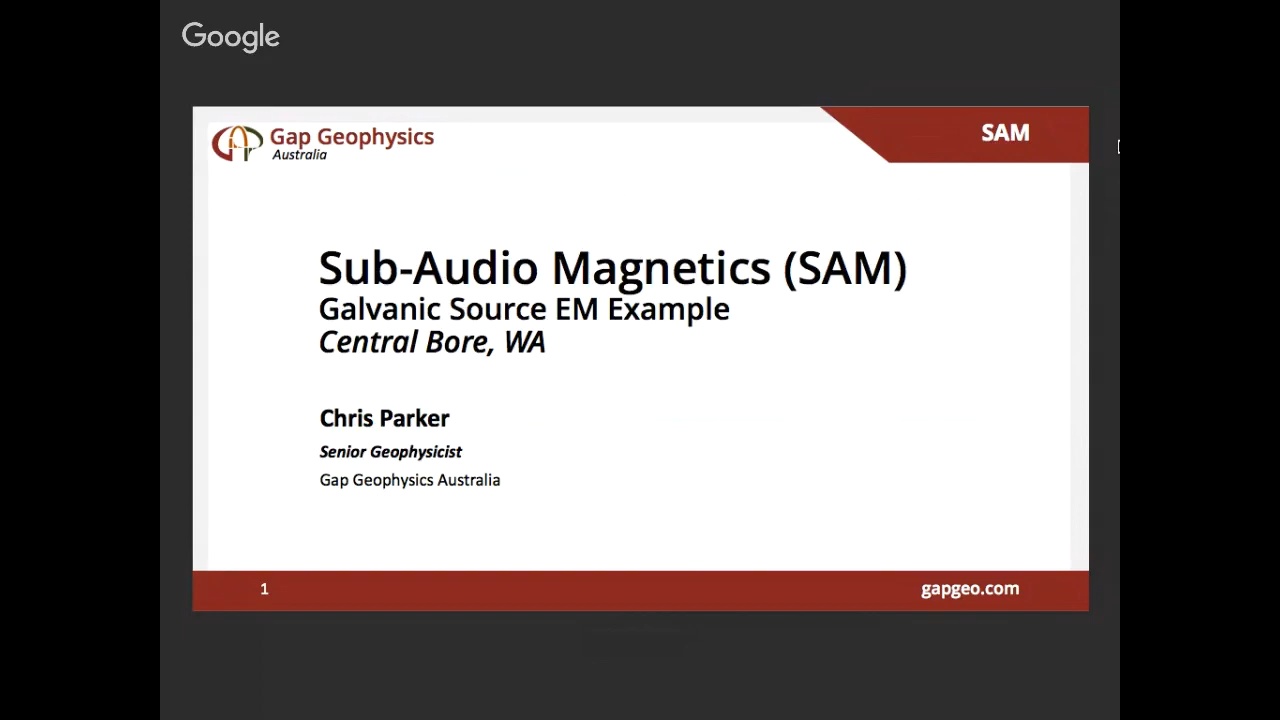 Google
Gap Geophysics
Australia
SAM
Sub-Audio Magnetics (SAM)
Galvanic Source EM Example
Central Bore, WA
Chris Parker
Senior Geophysicist
Gap Geophysics Australia
1
gapgeo.com